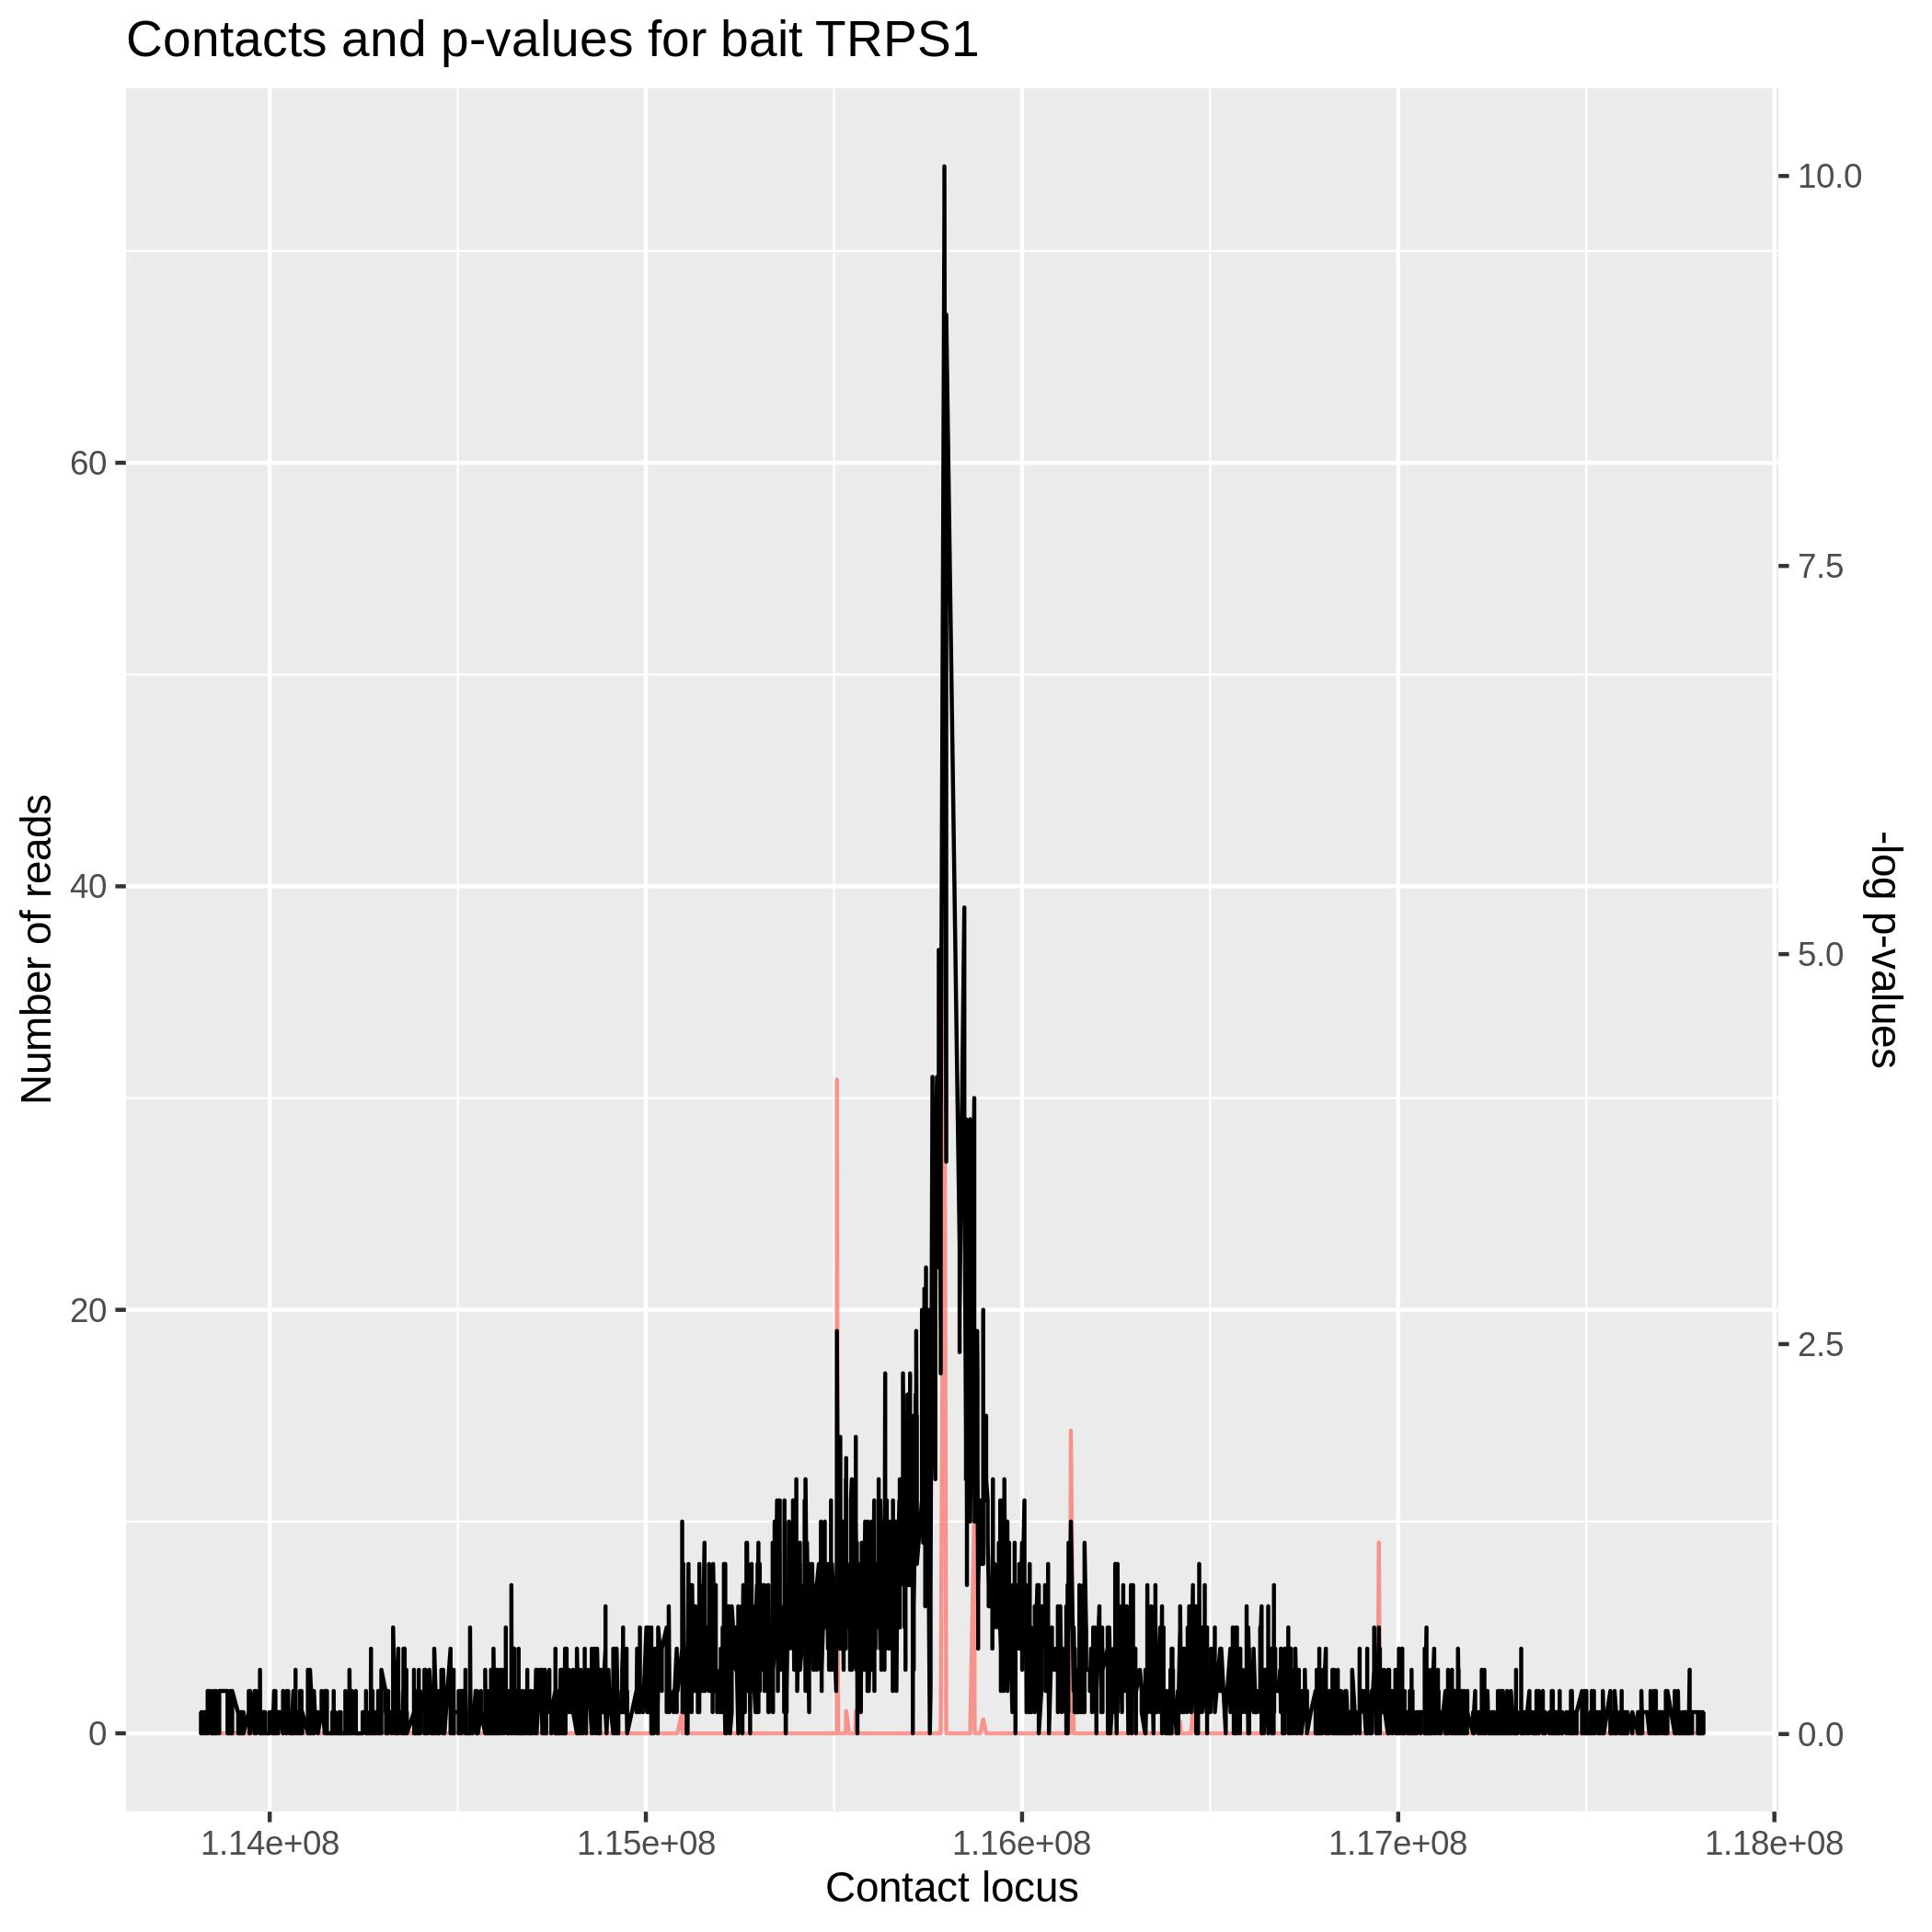 Contacts and p-values for bait TRPS1
Number of reads
60
40
20
0
10.0
7.5
5.0
2.5
0.0
-log p-values
1.14e+08
1.15e+08
1.16e+08
1.17e+08
1.18e+08
Contact locus